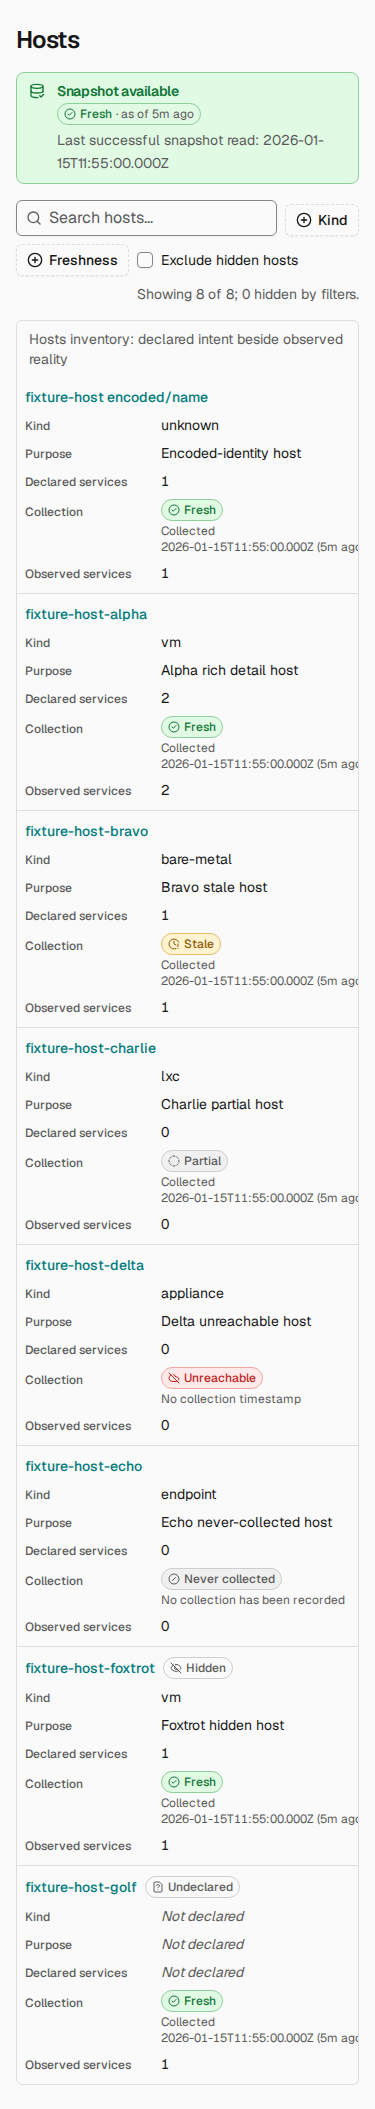 Hosts
Snapshot available
Fresh · as of 5m ago
Last successful snapshot read: 2026-01-
15T11:55:00.000Z
Search hosts...
Kind
Freshness
Exclude hidden hosts
Showing 8 of 8; 0 hidden by filters.
Hosts inventory: declared intent beside observed
reality
fixture-host encoded/name
Kind unknown
Purpose Encoded-identity host
Declared services 1
Collection Fresh
Collected
2026-01-15T11:55:00.000Z (5m ago
Observed services 1
fixture-host-alpha
Kind vm
Purpose Alpha rich detail host
Declared services 2
Collection Fresh
Collected
2026-01-15T11:55:00.000Z (5m ago
Observed services 2
fixture-host-bravo
Kind bare-metal
Purpose Bravo stale host
Declared services 1
Collection Stale
Collected
2026-01-15T11:55:00.000Z (5m ago
Observed services 1
fixture-host-charlie
Kind lxc
Purpose Charlie partial host
Declared services 0
Collection Partial
Collected
2026-01-15T11:55:00.000Z (5m ago
Observed services 0
fixture-host-delta
Kind appliance
Purpose Delta unreachable host
Declared services 0
Collection Unreachable
No collection timestamp
Observed services 0
fixture-host-echo
Kind endpoint
Purpose Echo never-collected host
Declared services 0
Collection Never collected
No collection has been recorded
Observed services 0
fixture-host-foxtrot Hidden
Kind vm
Purpose Foxtrot hidden host
Declared services 1
Collection Fresh
Collected
2026-01-15T11:55:00.000Z (5m ago
Observed services 1
fixture-host-golf Undeclared
Kind Not declared
Purpose Not declared
Declared services Not declared
Collection Fresh
Collected
2026-01-15T11:55:00.000Z (5m ago
Observed services 1